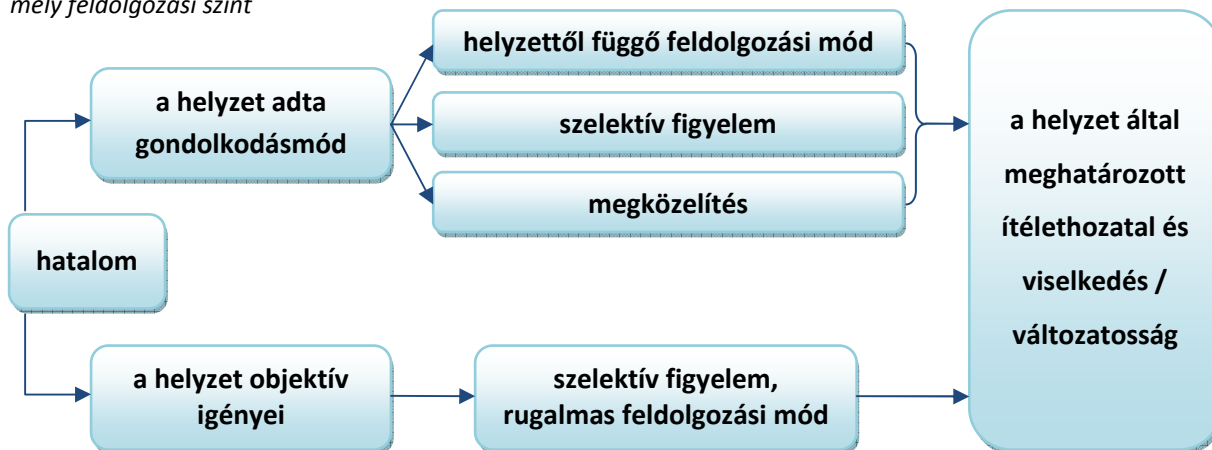 mély feldolgozási szint
helyzettől függő feldolgozási mód
a helyzet adta
gondolkodásmód
szelektív figyelem
megközelítés
hatalom
a helyzet által
meghatározott
ítélethozatal és
viselkedés /
változatosság
a helyzet objektív
igényei
szelektív figyelem,
rugalmas feldolgozási mód